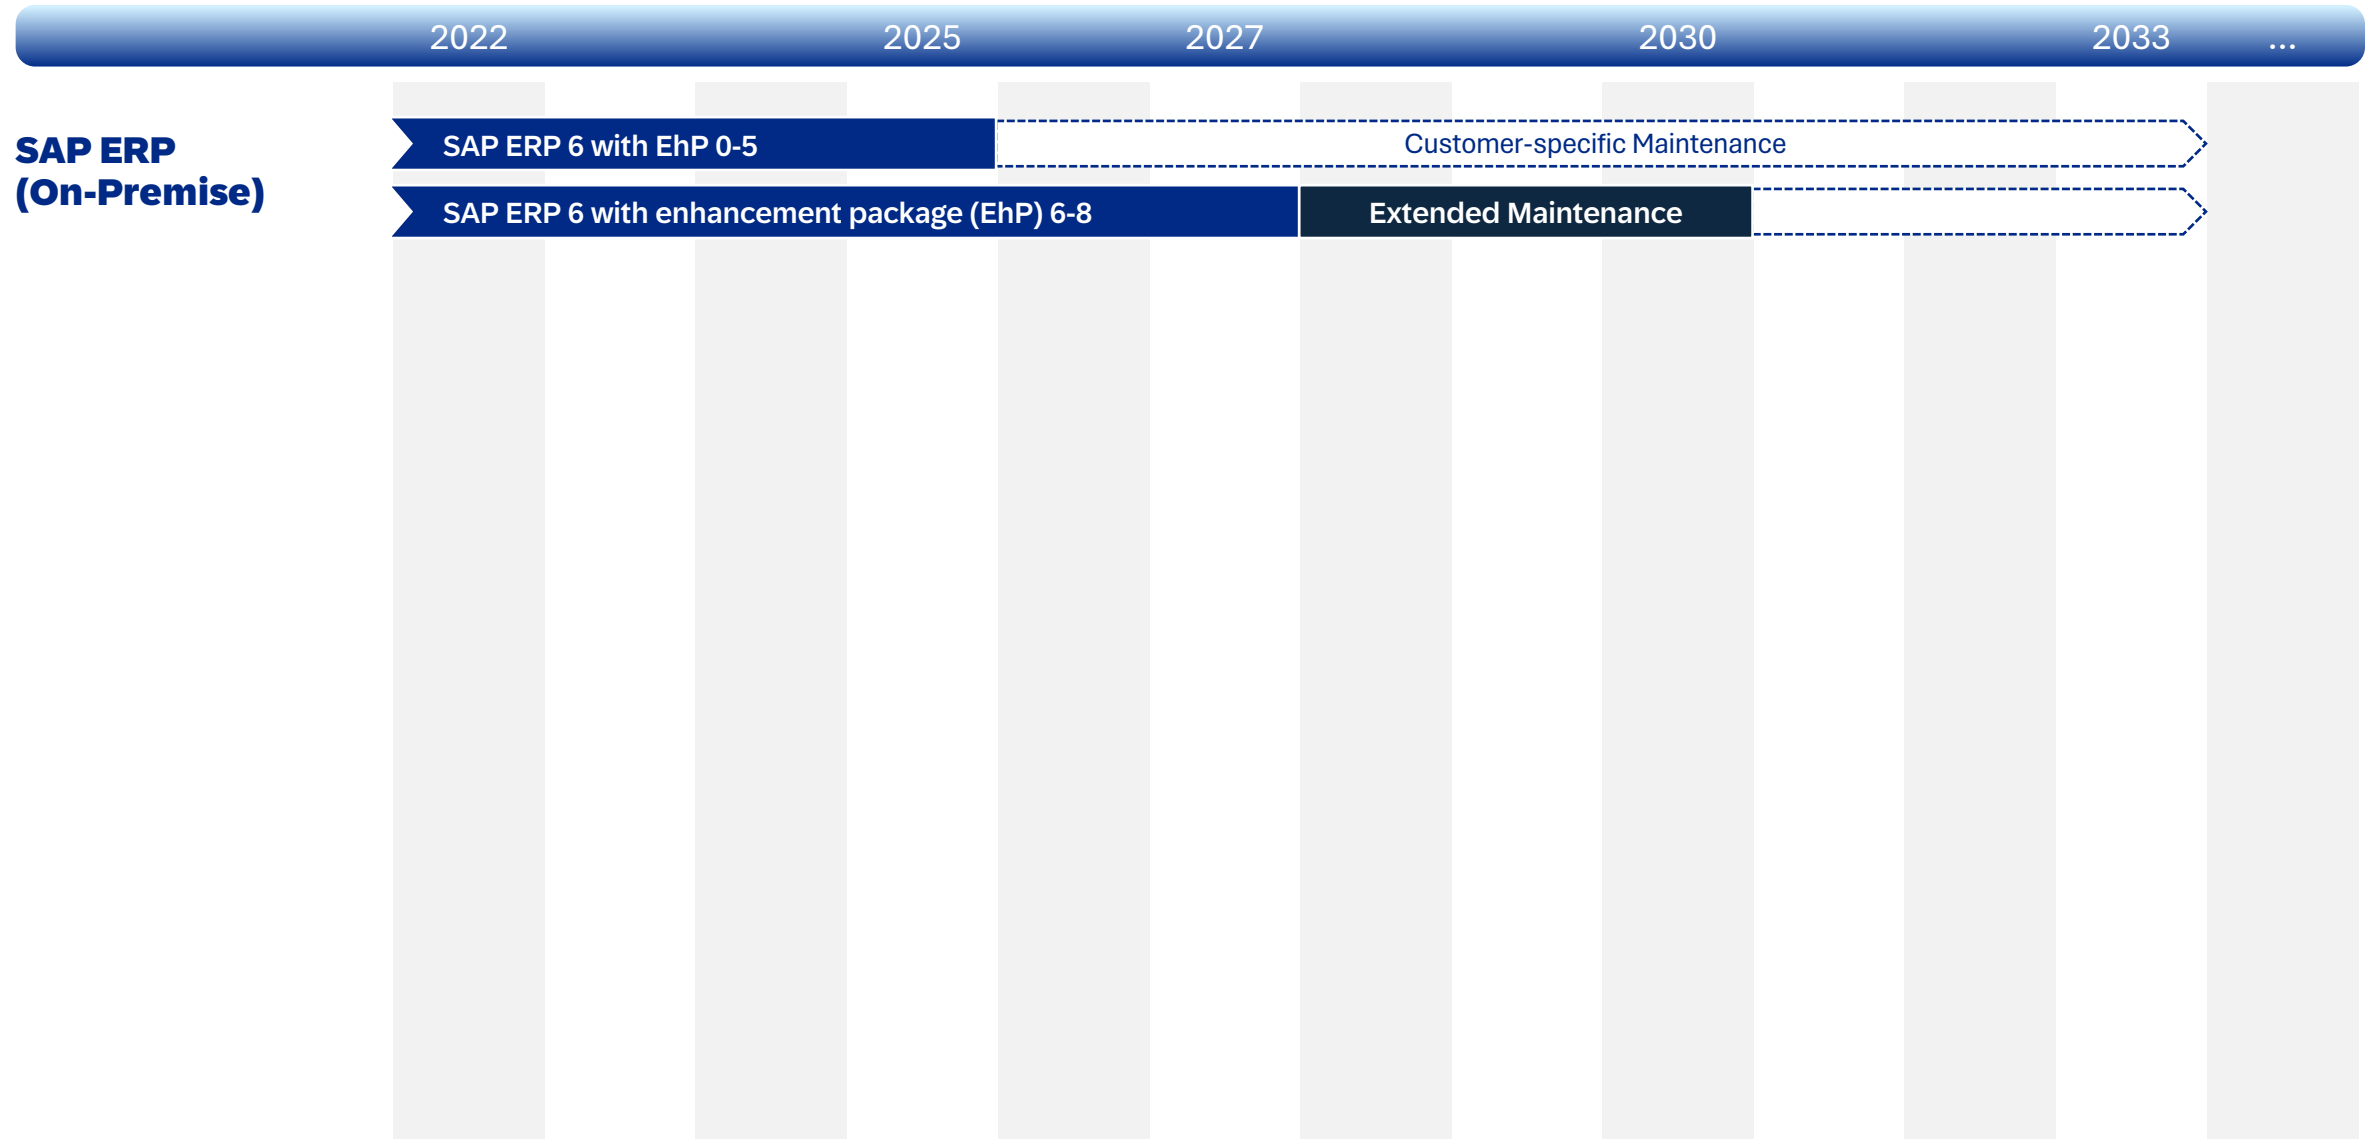 2022 2025 2027 2030 2033 ...
SAP ERP
(On-Premise)
SAP ERP 6 with EhP 0-5
Customer-specific Maintenance
SAP ERP 6 with enhancement package (EhP) 6-8
Extended Maintenance